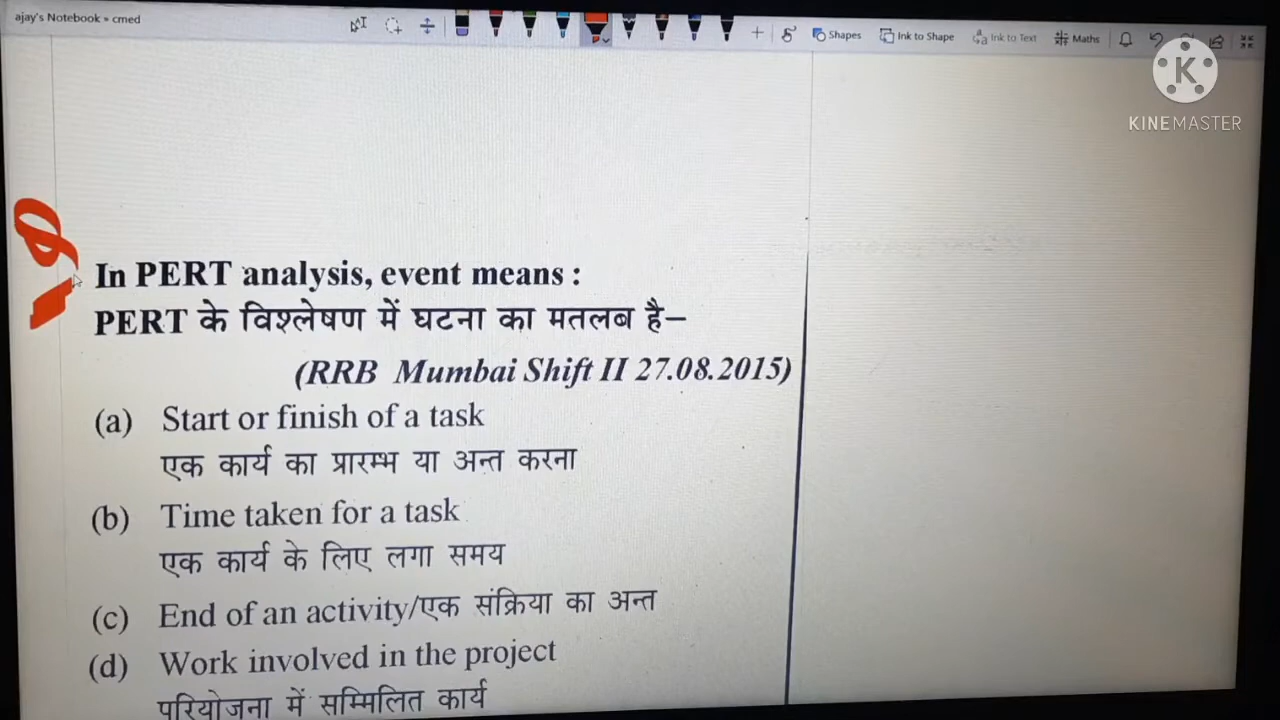 ajay's Notebook » cmed
Shapes
Ink to Shape
Ink to Text
Maths
K
KINEMASTER
In PERT analysis, event means :
PERT के विश्लेषण में घटना का मतलब है–
(RRB Mumbai Shift II 27.08.2015)
(a) Start or finish of a task
एक कार्य का प्रारम्भ या अन्त करना
(b) Time taken for a task
एक कार्य के लिए लगा समय
(c) End of an activity/एक संक्रिया का अन्त
(d) Work involved in the project
परियोजना में सम्मिलित कार्य